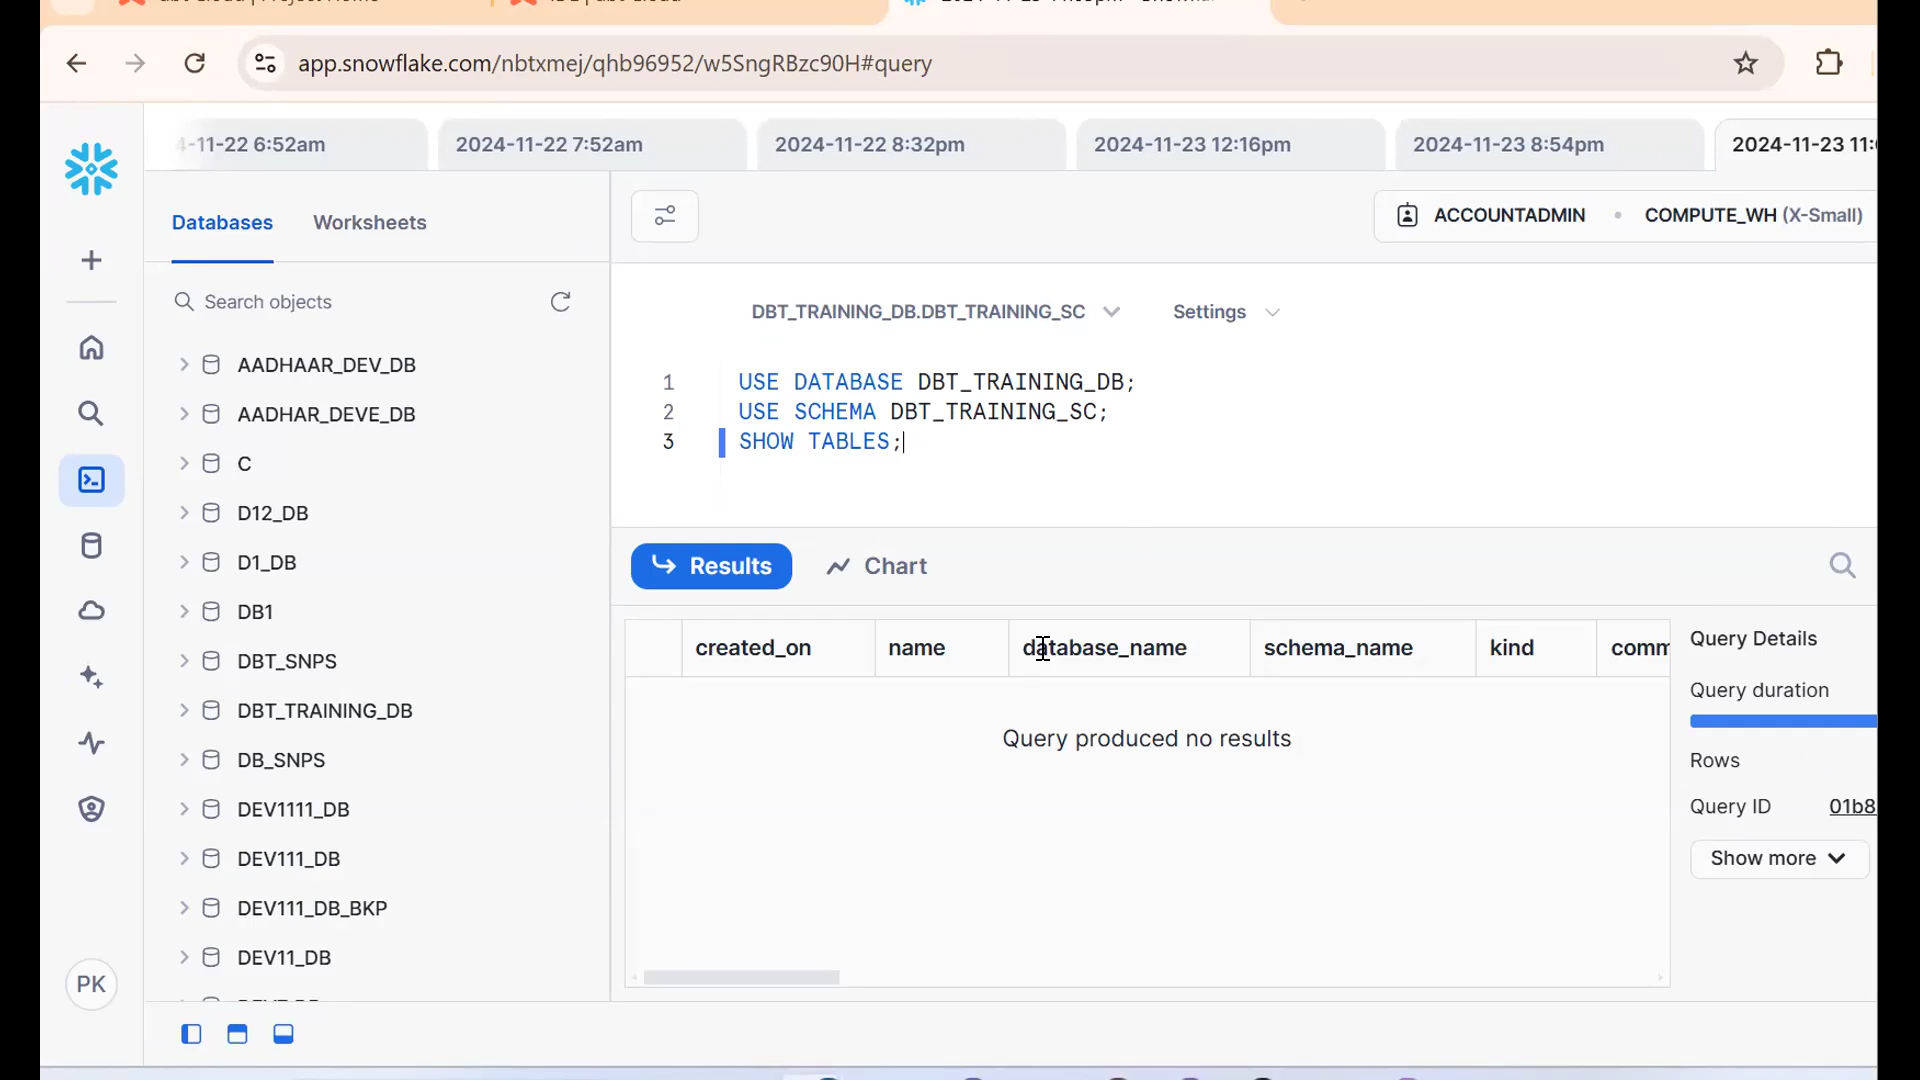 app.snowflake.com/nbtxmej/qhb96952/w5SngRBzc90H#query
4-11-22 6:52am
2024-11-22 7:52am
2024-11-22 8:32pm
2024-11-23 12:16pm
2024-11-23 8:54pm
2024-11-23 11:
Databases
Worksheets
ACCOUNTADMIN
COMPUTE_WH (X-Small)
Search objects
AADHAAR_DEV_DB
AADHAR_DEVE_DB
C
D12_DB
D1_DB
DB1
DBT_SNPS
DBT_TRAINING_DB
DB_SNPS
DEV1111_DB
DEV111_DB
DEV111_DB_BKP
DEV11_DB
PK
DBT_TRAINING_DB.DBT_TRAINING_SC
Settings
1 USE DATABASE DBT_TRAINING_DB;
2 USE SCHEMA DBT_TRAINING_SC;
3 SHOW TABLES;
Results
Chart
created_on name database_name schema_name kind comm
Query produced no results
Query Details
Query duration
Rows
Query ID 01b8
Show more